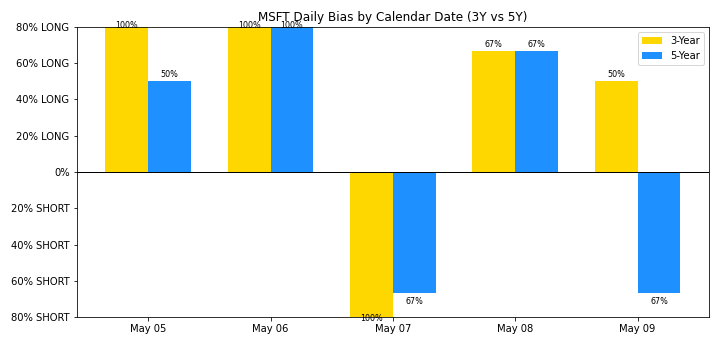 MSFT Daily Bias by Calendar Date (3Y vs 5Y)
80% LONG
60% LONG
40% LONG
20% LONG
0%
20% SHORT
40% SHORT
60% SHORT
80% SHORT
100%
50%
100%
100%
100%
67%
67%
67%
50%
67%
3-Year
5-Year
May 05
May 06
May 07
May 08
May 09